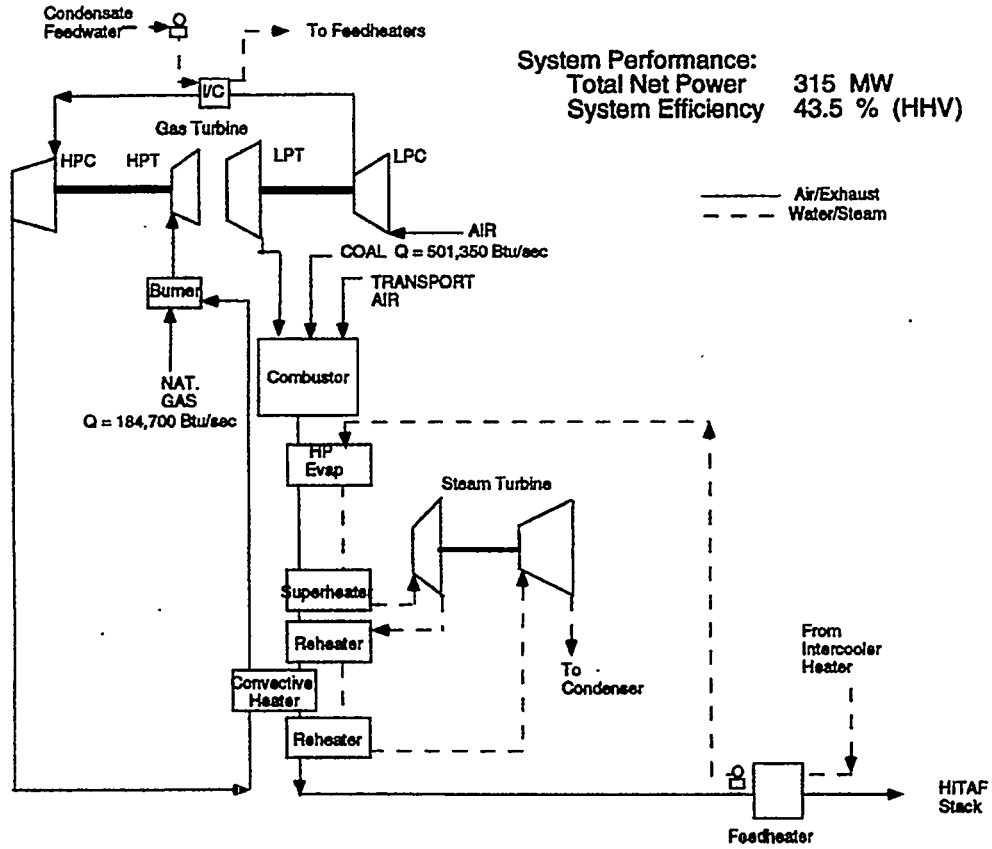 Condensate
Feedwater
To Feedheaters
System Performance:
Total Net Power 315 MW
System Efficiency 43.5 % (HHV)
I/C
Gas Turbine
HPC
HPT
LPT
LPC
Air/Exhaust
Water/Steam
AIR
COAL Q = 501,350 Btu/sec
TRANSPORT
AIR
Burner
Combustor
NAT.
GAS
Q = 184,700 Btu/sec
HP
Evap
Steam Turbine
Superheater
Reheater
From
Intercooler
Heater
To
Condenser
Convective
Heater
Reheater
HITAF
Stack
Feedheater